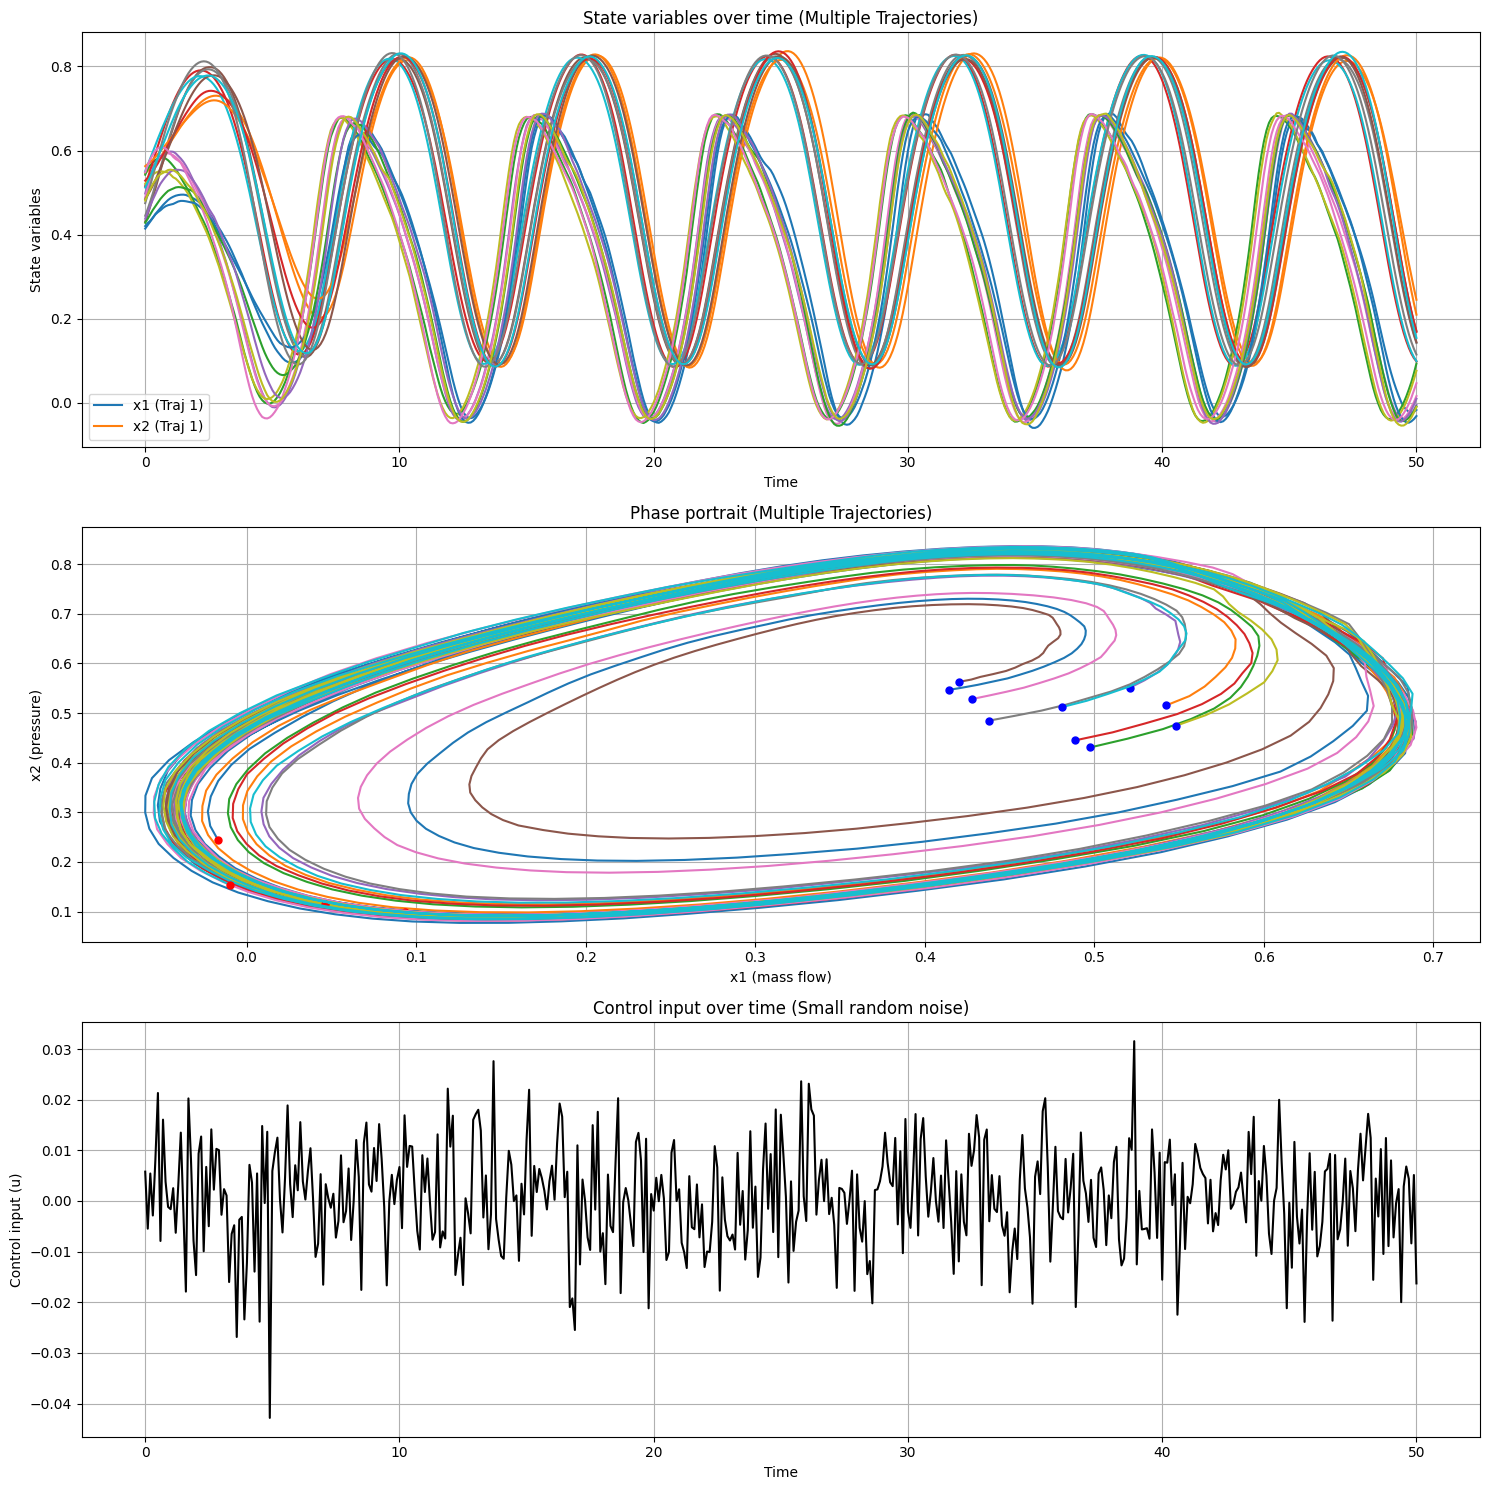 State variables over time (Multiple Trajectories)
State variables
0.8
0.6
0.4
0.2
0.0
x1 (Traj 1)
x2 (Traj 1)
0 10 20 30 40 50
Time
Phase portrait (Multiple Trajectories)
x2 (pressure)
0.8
0.7
0.6
0.5
0.4
0.3
0.2
0.1
0.0 0.1 0.2 0.3 0.4 0.5 0.6 0.7
x1 (mass flow)
Control input over time (Small random noise)
Control input (u)
0.03
0.02
0.01
0.00
−0.01
−0.02
−0.03
−0.04
0 10 20 30 40 50
Time